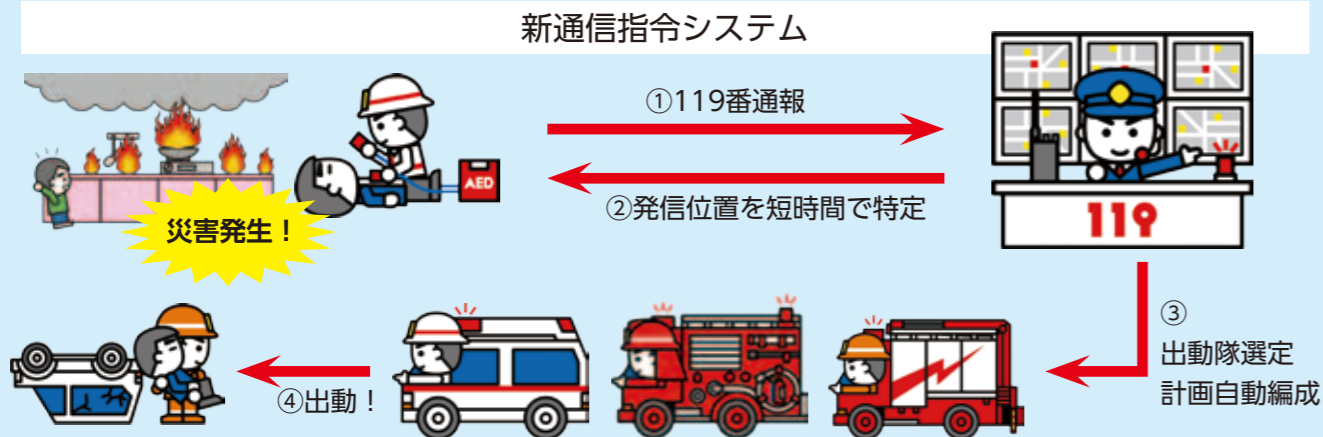 新通信指令システム
①119番通報
②発信位置を短時間で特定
AED
災害発生！
119
③
出動隊選定
計画自動編成
④出動！